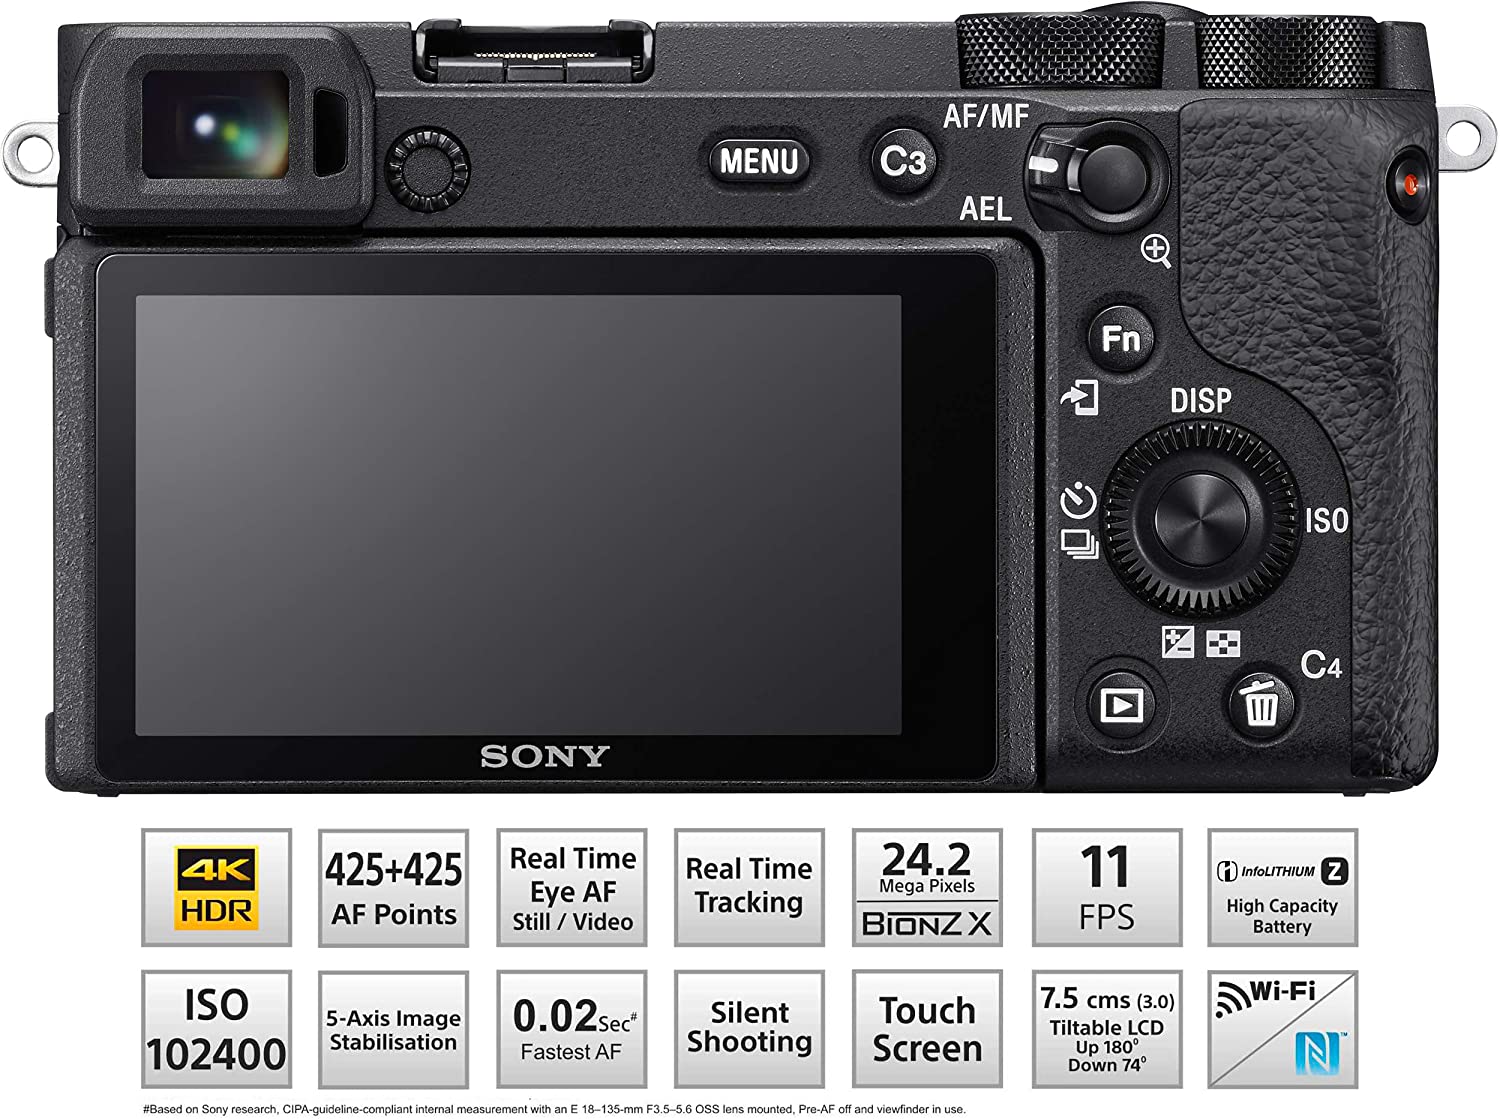 AF/MF
MENU
C3
AEL
Fn
DISP
ISO
C4
SONY
4K
HDR
425+425
AF Points
Real Time
Eye AF
Still / Video
Real Time
Tracking
24.2
Mega Pixels
BIONZ X
11
FPS
InfoLITHIUM Z
High Capacity
Battery
ISO
102400
5-Axis Image
Stabilisation
0.02Sec#
Fastest AF
Silent
Shooting
Touch
Screen
7.5 cms (3.0)
Tiltable LCD
Up 180⁰
Down 74⁰
Wi-Fi
N™
#Based on Sony research, CIPA-guideline-compliant internal measurement with an E 18–135-mm F3.5–5.6 OSS lens mounted, Pre-AF off and viewfinder in use.